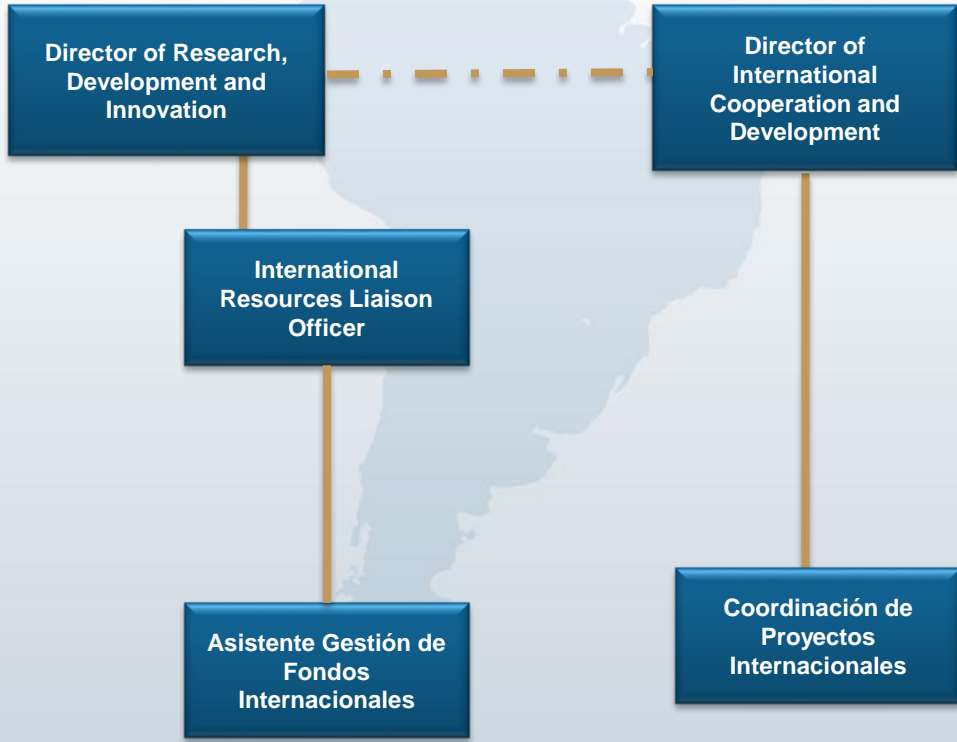 Director of Research,
Development and
Innovation
Director of
International
Cooperation and
Development
International
Resources Liaison
Officer
Asistente Gestión de
Fondos
Internacionales
Coordinación de
Proyectos
Internacionales